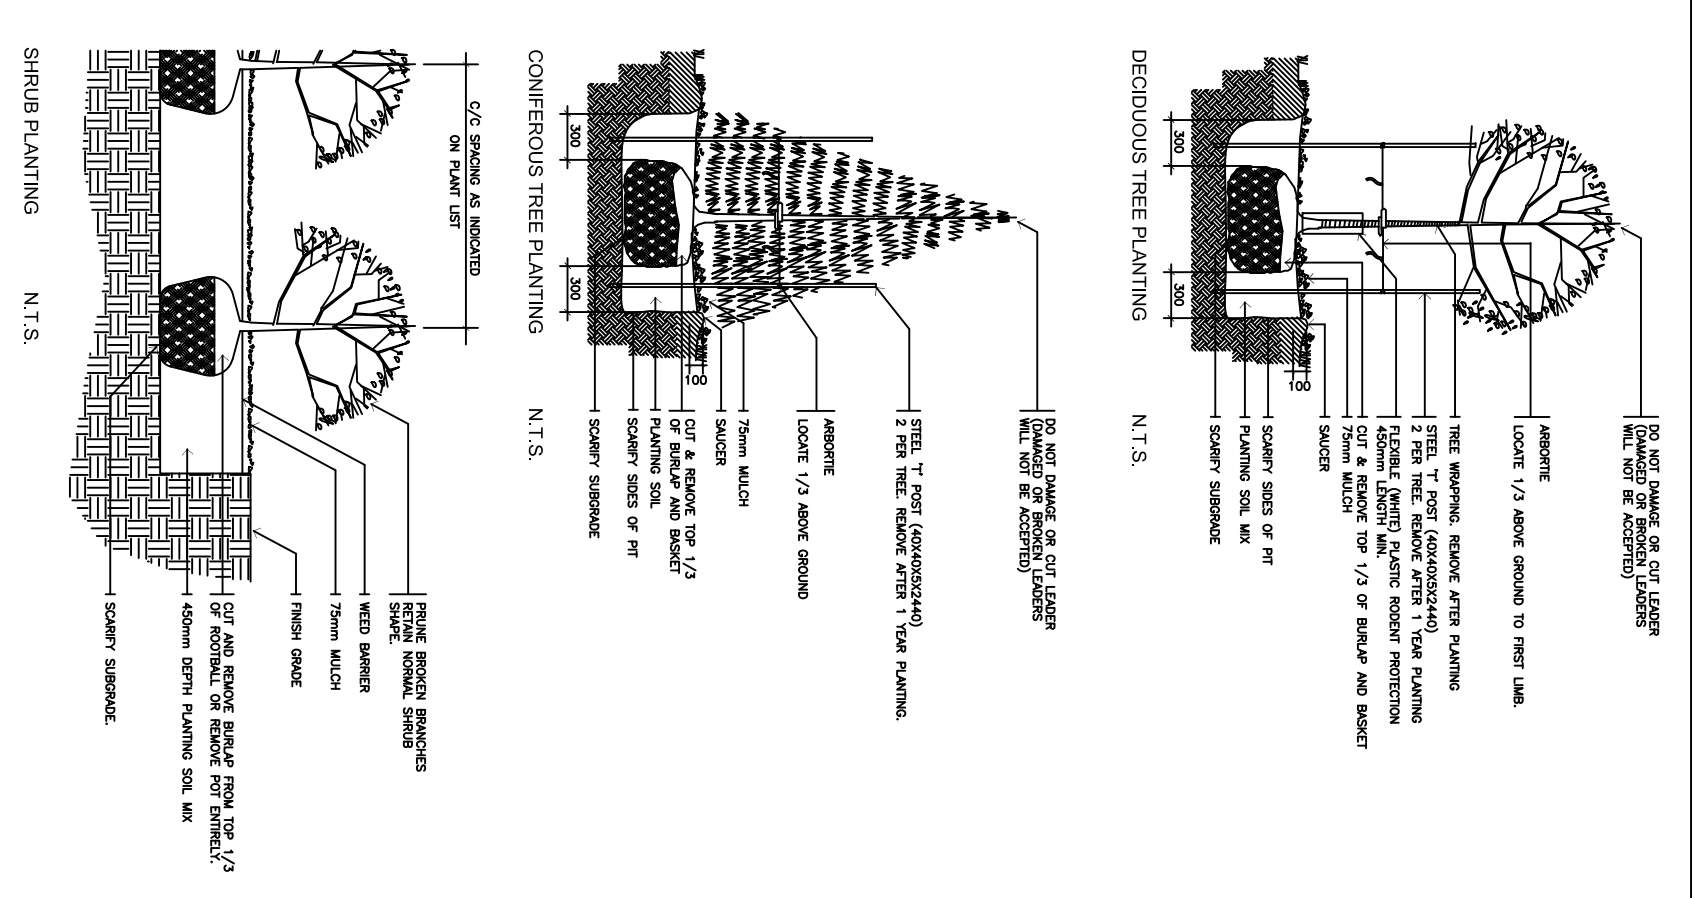 DO NOT DAMAGE OR CUT LEADER
(DAMAGED OR BROKEN LEADERS
WILL NOT BE ACCEPTED)
ARBORTIE
LOCATE 1/3 ABOVE GROUND TO FIRST LIMB.
TREE WRAPPING. REMOVE AFTER PLANTING
STEEL "T" POST (40X40X5X2440)
2 PER TREE. REMOVE AFTER 1 YEAR PLANTING
FLEXIBLE (WHITE) PLASTIC RODENT PROTECTION
450mm LENGTH MIN.
CUT & REMOVE TOP 1/3 OF BURLAP AND BASKET
75mm MULCH
SAUCER
100
SCARIFY SIDES OF PIT
PLANTING SOIL MIX
SCARIFY SUBGRADE
300
300
DECIDUOUS TREE PLANTING N.T.S.
DO NOT DAMAGE OR CUT LEADER
(DAMAGED OR BROKEN LEADERS
WILL NOT BE ACCEPTED)
STEEL "T" POST (40X40X5X2440)
2 PER TREE. REMOVE AFTER 1 YEAR PLANTING.
ARBORTIE
LOCATE 1/3 ABOVE GROUND
75mm MULCH
SAUCER
100
CUT & REMOVE TOP 1/3
OF BURLAP AND BASKET
PLANTING SOIL
SCARIFY SIDES OF PIT
SCARIFY SUBGRADE
300
300
CONIFEROUS TREE PLANTING N.T.S.
C/C SPACING AS INDICATED
ON PLANT LIST
PRUNE BROKEN BRANCHES
RETAIN NORMAL SHRUB
SHAPE.
WEED BARRIER
75mm MULCH
FINISH GRADE
CUT AND REMOVE BURLAP FROM TOP 1/3
OF ROOTBALL OR REMOVE POT ENTIRELY.
450mm DEPTH PLANTING SOIL MIX
SCARIFY SUBGRADE.
SHRUB PLANTING N.T.S.